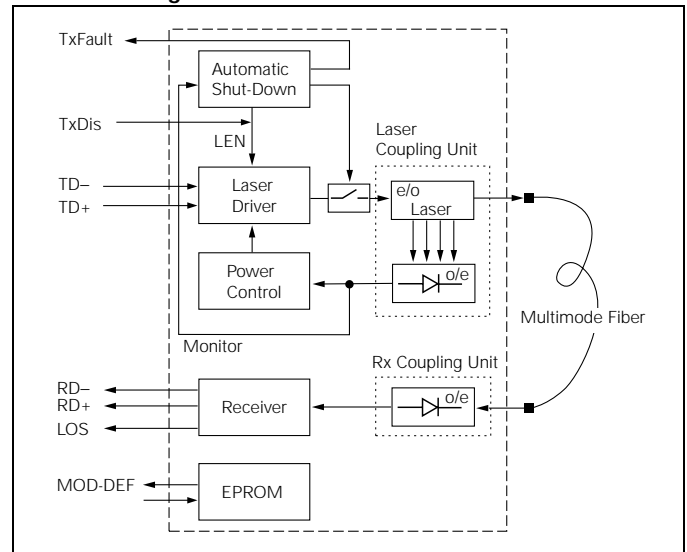 TxFault
Automatic
Shut-Down
TxDis
LEN
Laser
Coupling Unit
TD–
TD+
Laser
Driver
e/o
Laser
Power
Control
o/e
Multimode Fiber
Monitor
Rx Coupling Unit
RD–
RD+
LOS
Receiver
o/e
MOD-DEF
EPROM